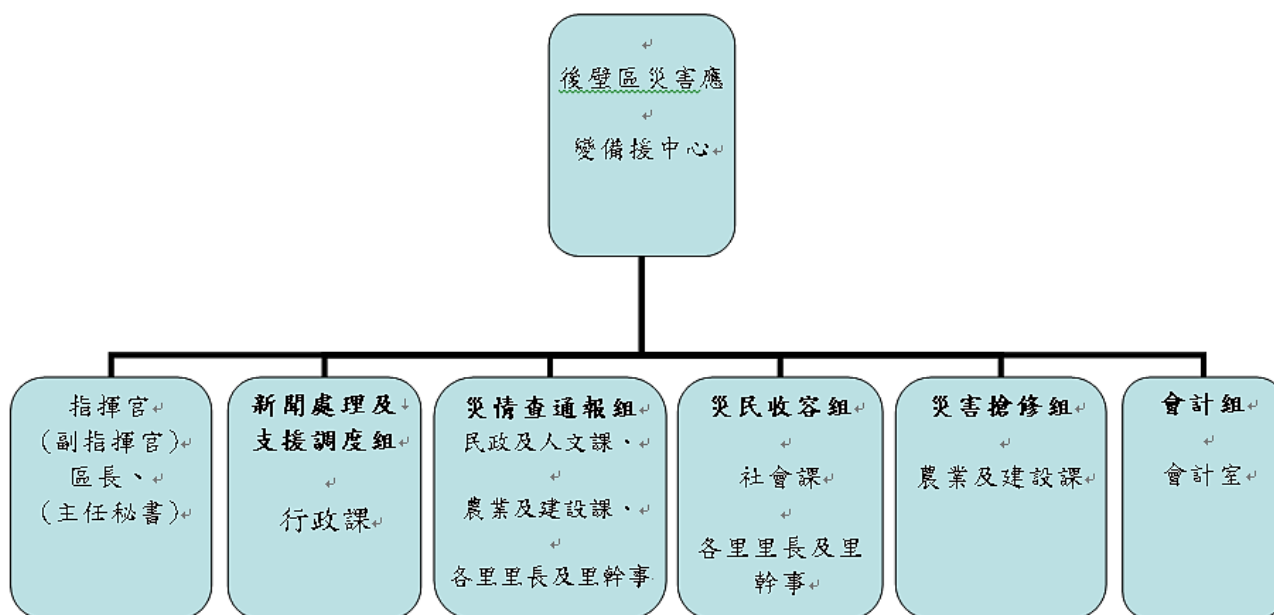 後壁區災害應
變備援中心
指揮官
(副指揮官)
區長、
(主任秘書)
新聞處理及
支援調度組
行政課
災情查通報組
民政及人文課、
農業及建設課、
各里里長及里幹事
災民收容組
社會課
各里里長及里
幹事
災害搶修組
農業及建設課
會計組
會計室